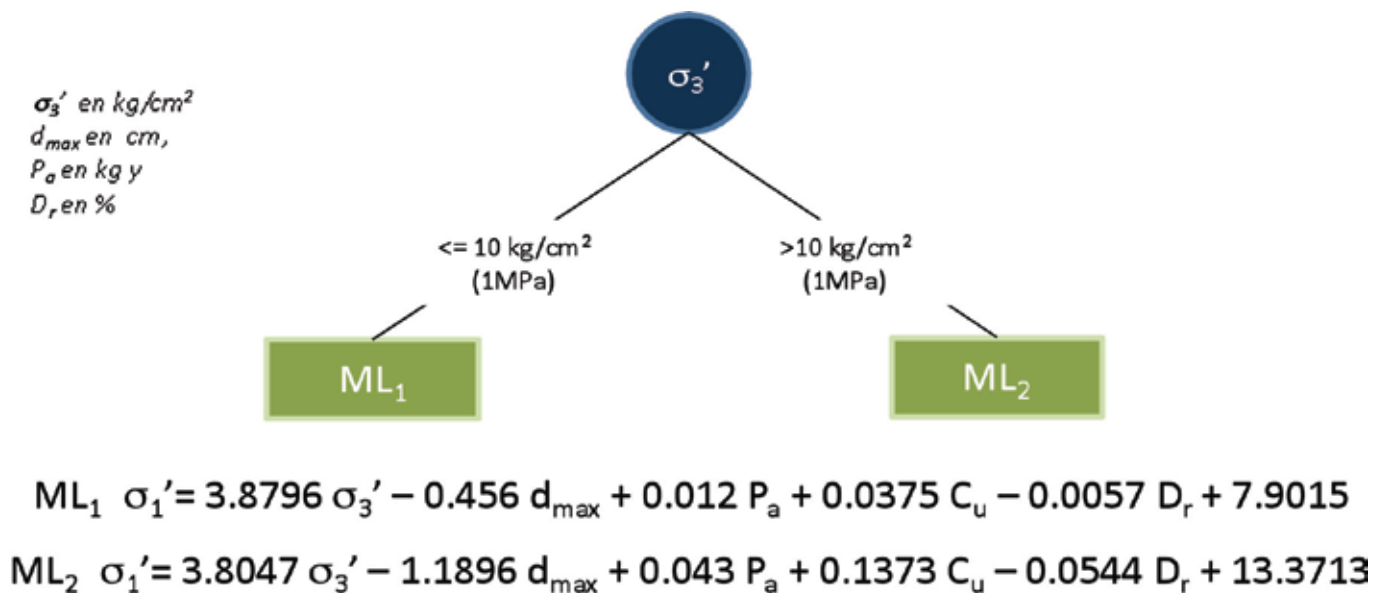 σ₃′
σ₃′ en kg/cm²
d_max en cm,
Pₐ en kg y
Dᵣ en %
<= 10 kg/cm²
(1MPa)
>10 kg/cm²
(1MPa)
ML₁
ML₂
ML₁ σ₁′= 3.8796 σ₃′ – 0.456 d_max + 0.012 Pₐ + 0.0375 Cᵤ – 0.0057 Dᵣ + 7.9015
ML₂ σ₁′= 3.8047 σ₃′ – 1.1896 d_max + 0.043 Pₐ + 0.1373 Cᵤ – 0.0544 Dᵣ + 13.3713